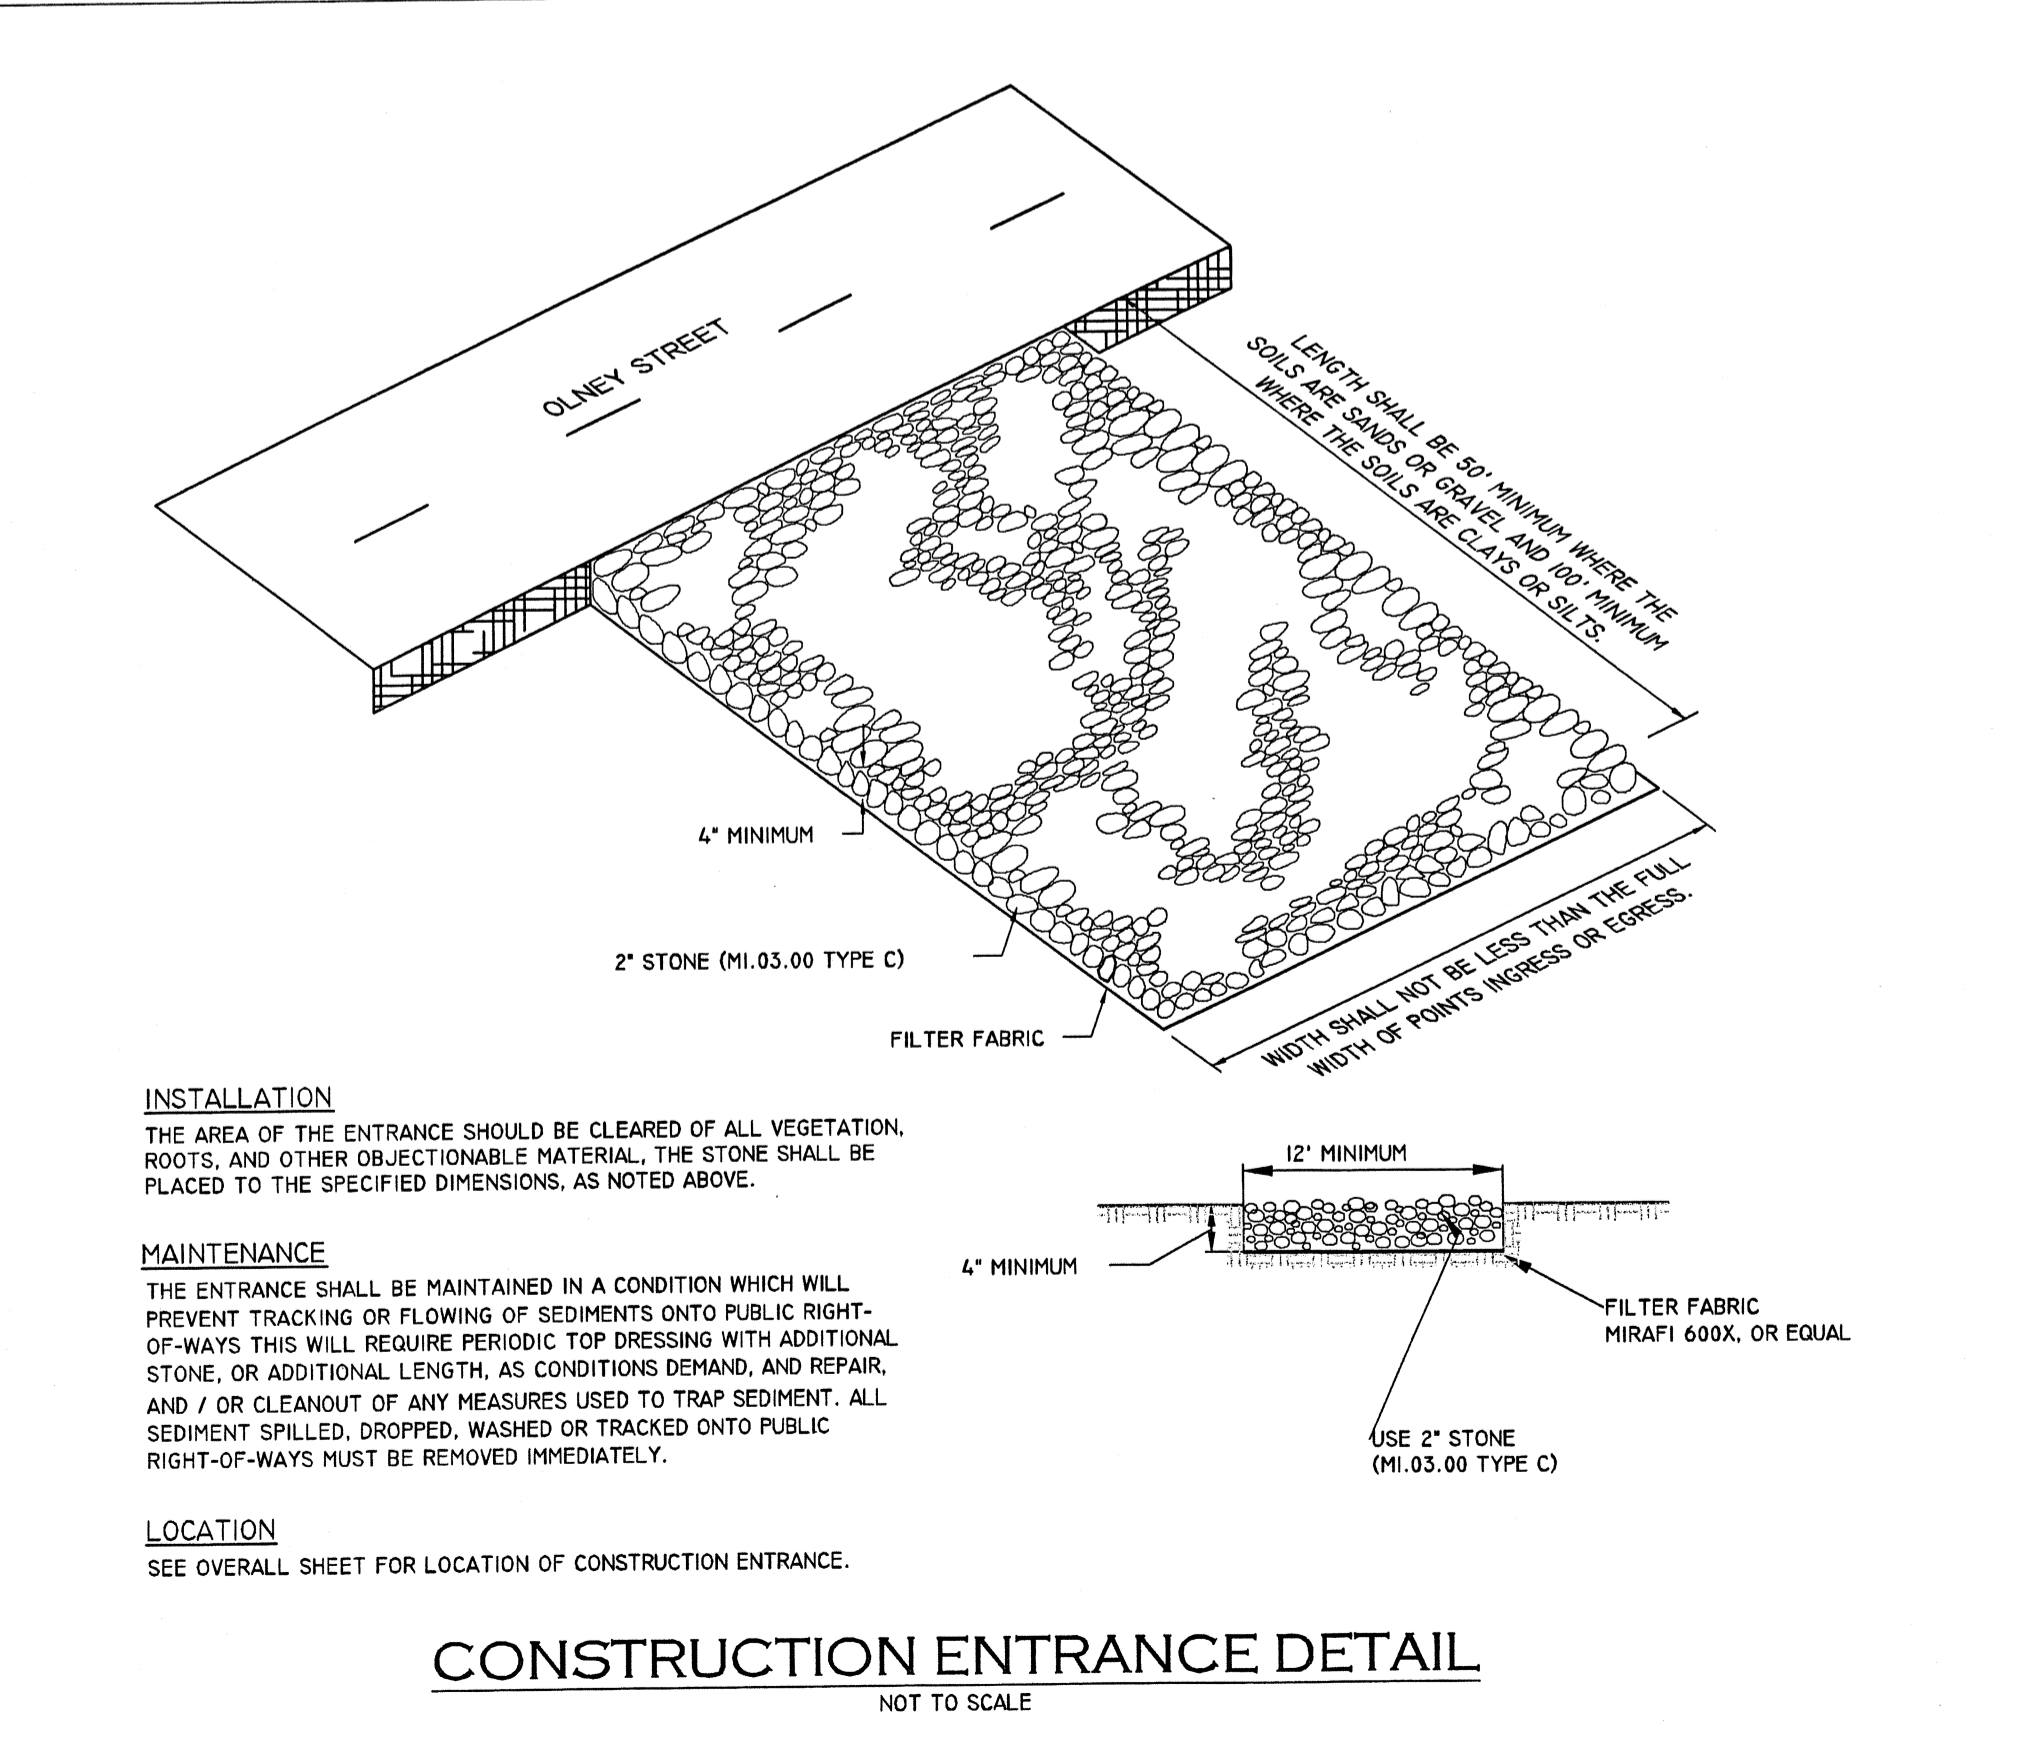 OLNEY STREET
LENGTH SHALL BE 50' MINIMUM WHERE THE
SOILS ARE SANDS OR GRAVEL AND 100' MINIMUM
WHERE THE SOILS ARE CLAYS OR SILTS.
4" MINIMUM
2" STONE (M1.03.00 TYPE C)
FILTER FABRIC
WIDTH SHALL NOT BE LESS THAN THE FULL
WIDTH OF POINTS INGRESS OR EGRESS.
INSTALLATION
THE AREA OF THE ENTRANCE SHOULD BE CLEARED OF ALL VEGETATION,
ROOTS, AND OTHER OBJECTIONABLE MATERIAL, THE STONE SHALL BE
PLACED TO THE SPECIFIED DIMENSIONS, AS NOTED ABOVE.
MAINTENANCE
THE ENTRANCE SHALL BE MAINTAINED IN A CONDITION WHICH WILL
PREVENT TRACKING OR FLOWING OF SEDIMENTS ONTO PUBLIC RIGHT-
OF-WAYS THIS WILL REQUIRE PERIODIC TOP DRESSING WITH ADDITIONAL
STONE, OR ADDITIONAL LENGTH, AS CONDITIONS DEMAND, AND REPAIR,
AND / OR CLEANOUT OF ANY MEASURES USED TO TRAP SEDIMENT. ALL
SEDIMENT SPILLED, DROPPED, WASHED OR TRACKED ONTO PUBLIC
RIGHT-OF-WAYS MUST BE REMOVED IMMEDIATELY.
LOCATION
SEE OVERALL SHEET FOR LOCATION OF CONSTRUCTION ENTRANCE.
12' MINIMUM
4" MINIMUM
FILTER FABRIC
MIRAFI 600X, OR EQUAL
USE 2" STONE
(M1.03.00 TYPE C)
CONSTRUCTION ENTRANCE DETAIL
NOT TO SCALE